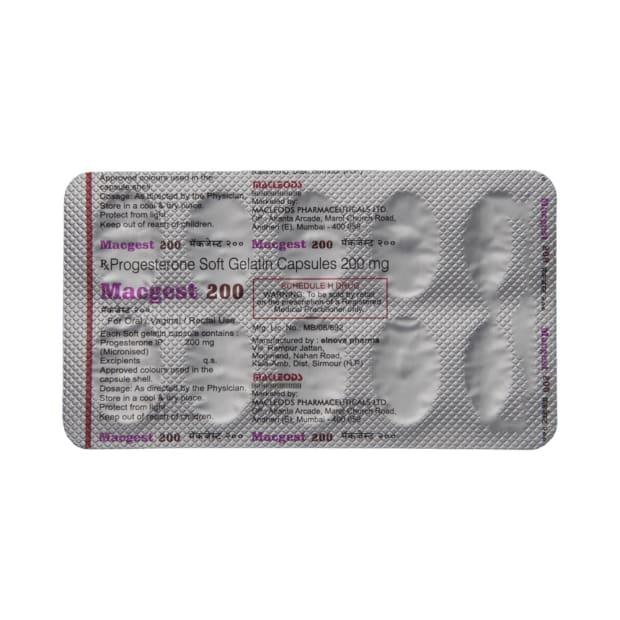 Approved colours used in the
capsule shell.
Dosage: As directed by the Physician.
Store in a cool & dry place.
Protect from light.
Keep out of reach of children.
Macgest 200 मॅकजेस्ट २००
MACLEODS
Marketed by:
MACLEODS PHARMACEUTICALS LTD.
Off.: Atlanta Arcade, Marol Church Road,
Andheri (E), Mumbai - 400 059
Macgest 200 मॅकजेस्ट २००
℞Progesterone Soft Gelatin Capsules 200 mg
Macgest 200
मॅकजेस्ट २००
For Oral / Vaginal / Rectal Use
Each Soft gelatin capsule contains :
Progesterone IP 200 mg
(Micronised)
Excipients q.s.
Approved colours used in the
capsule shell.
Dosage: As directed by the Physician.
Store in a cool & dry place.
Protect from light.
Keep out of reach of children.
Macgest 200 मॅकजेस्ट २००
SCHEDULE H DRUG
WARNING: To be sold by retail
on the prescription of a Registered
Medical Practitioner only.
Mfg. Lic. No. MB/08/692
Manufactured by : elnova pharma
Vill. Rampur Jattan,
Moginand, Nahan Road,
Kala-Amb, Dist. Sirmour (H.P.)
MACLEODS
Marketed by:
MACLEODS PHARMACEUTICALS LTD.
Off.: Atlanta Arcade, Marol Church Road,
Andheri (E), Mumbai - 400 059
Macgest 200 मॅकजेस्ट २००
Macgest 200
Macgest 200